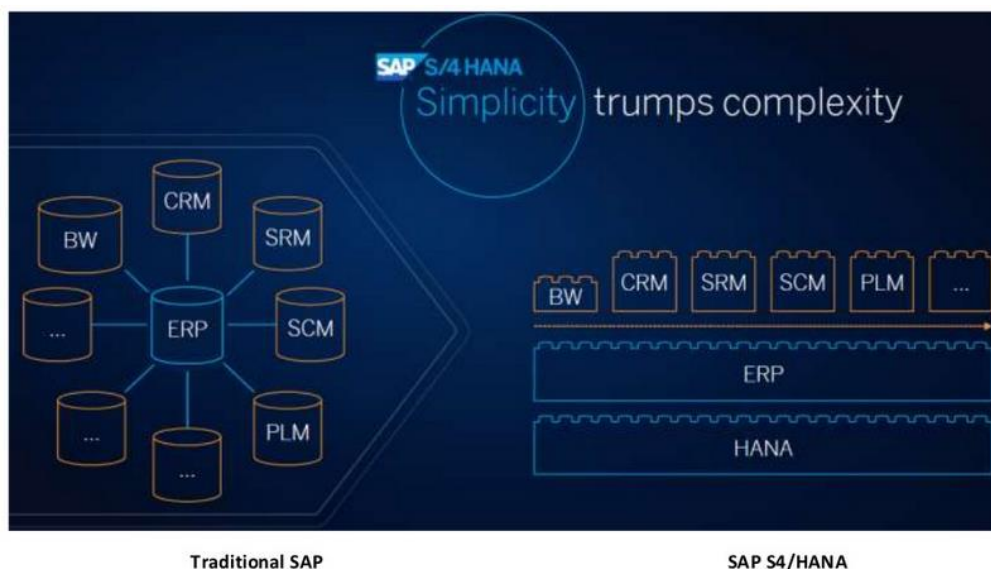 SAP S/4 HANA
Simplicity trumps complexity
CRM
BW
SRM
...
ERP
SCM
...
PLM
...
BW
CRM
SRM
SCM
PLM
...
ERP
HANA
Traditional SAP
SAP S4/HANA